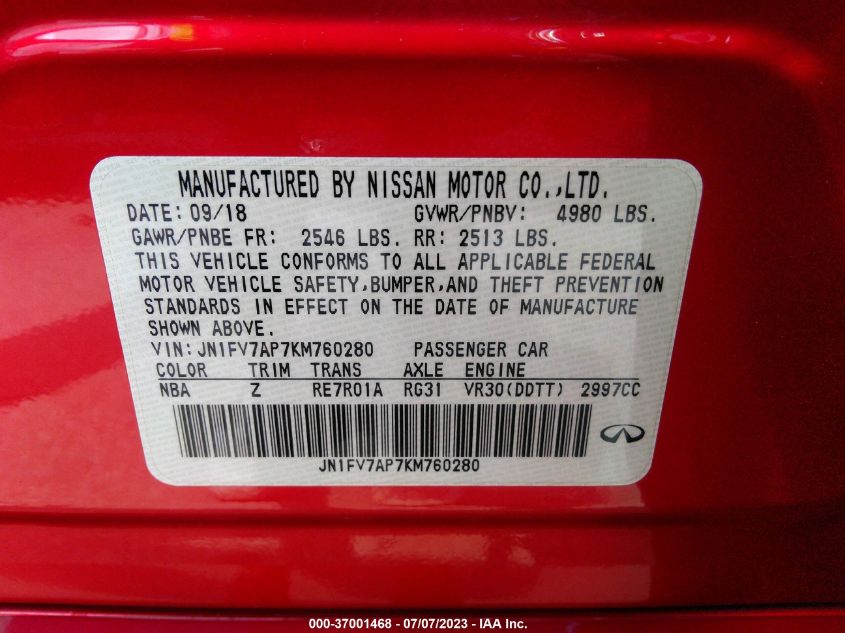 MANUFACTURED BY NISSAN MOTOR CO.,LTD.
DATE: 09/18 GVWR/PNBV: 4980 LBS.
GAWR/PNBE FR: 2546 LBS. RR: 2513 LBS.
THIS VEHICLE CONFORMS TO ALL APPLICABLE FEDERAL
MOTOR VEHICLE SAFETY,BUMPER,AND THEFT PREVENTION
STANDARDS IN EFFECT ON THE DATE OF MANUFACTURE
SHOWN ABOVE.
VIN:JN1FV7AP7KM760280 PASSENGER CAR
COLOR TRIM TRANS AXLE ENGINE
NBA Z RE7R01A RG31 VR30(DDTT) 2997CC
JN1FV7AP7KM760280
000-37001468 - 07/07/2023 - IAA Inc.